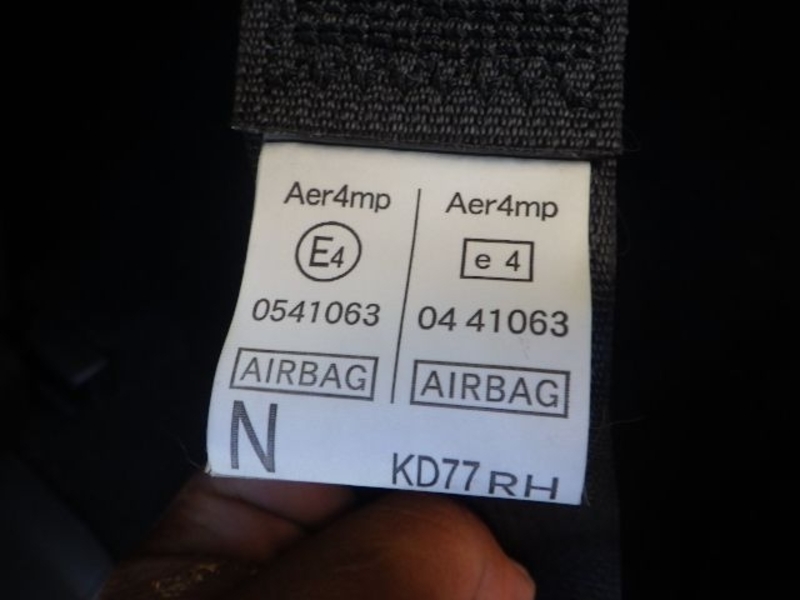 Aer4mp
E4
0541063
AIRBAG
Aer4mp
e 4
04 41063
AIRBAG
N
KD77 RH